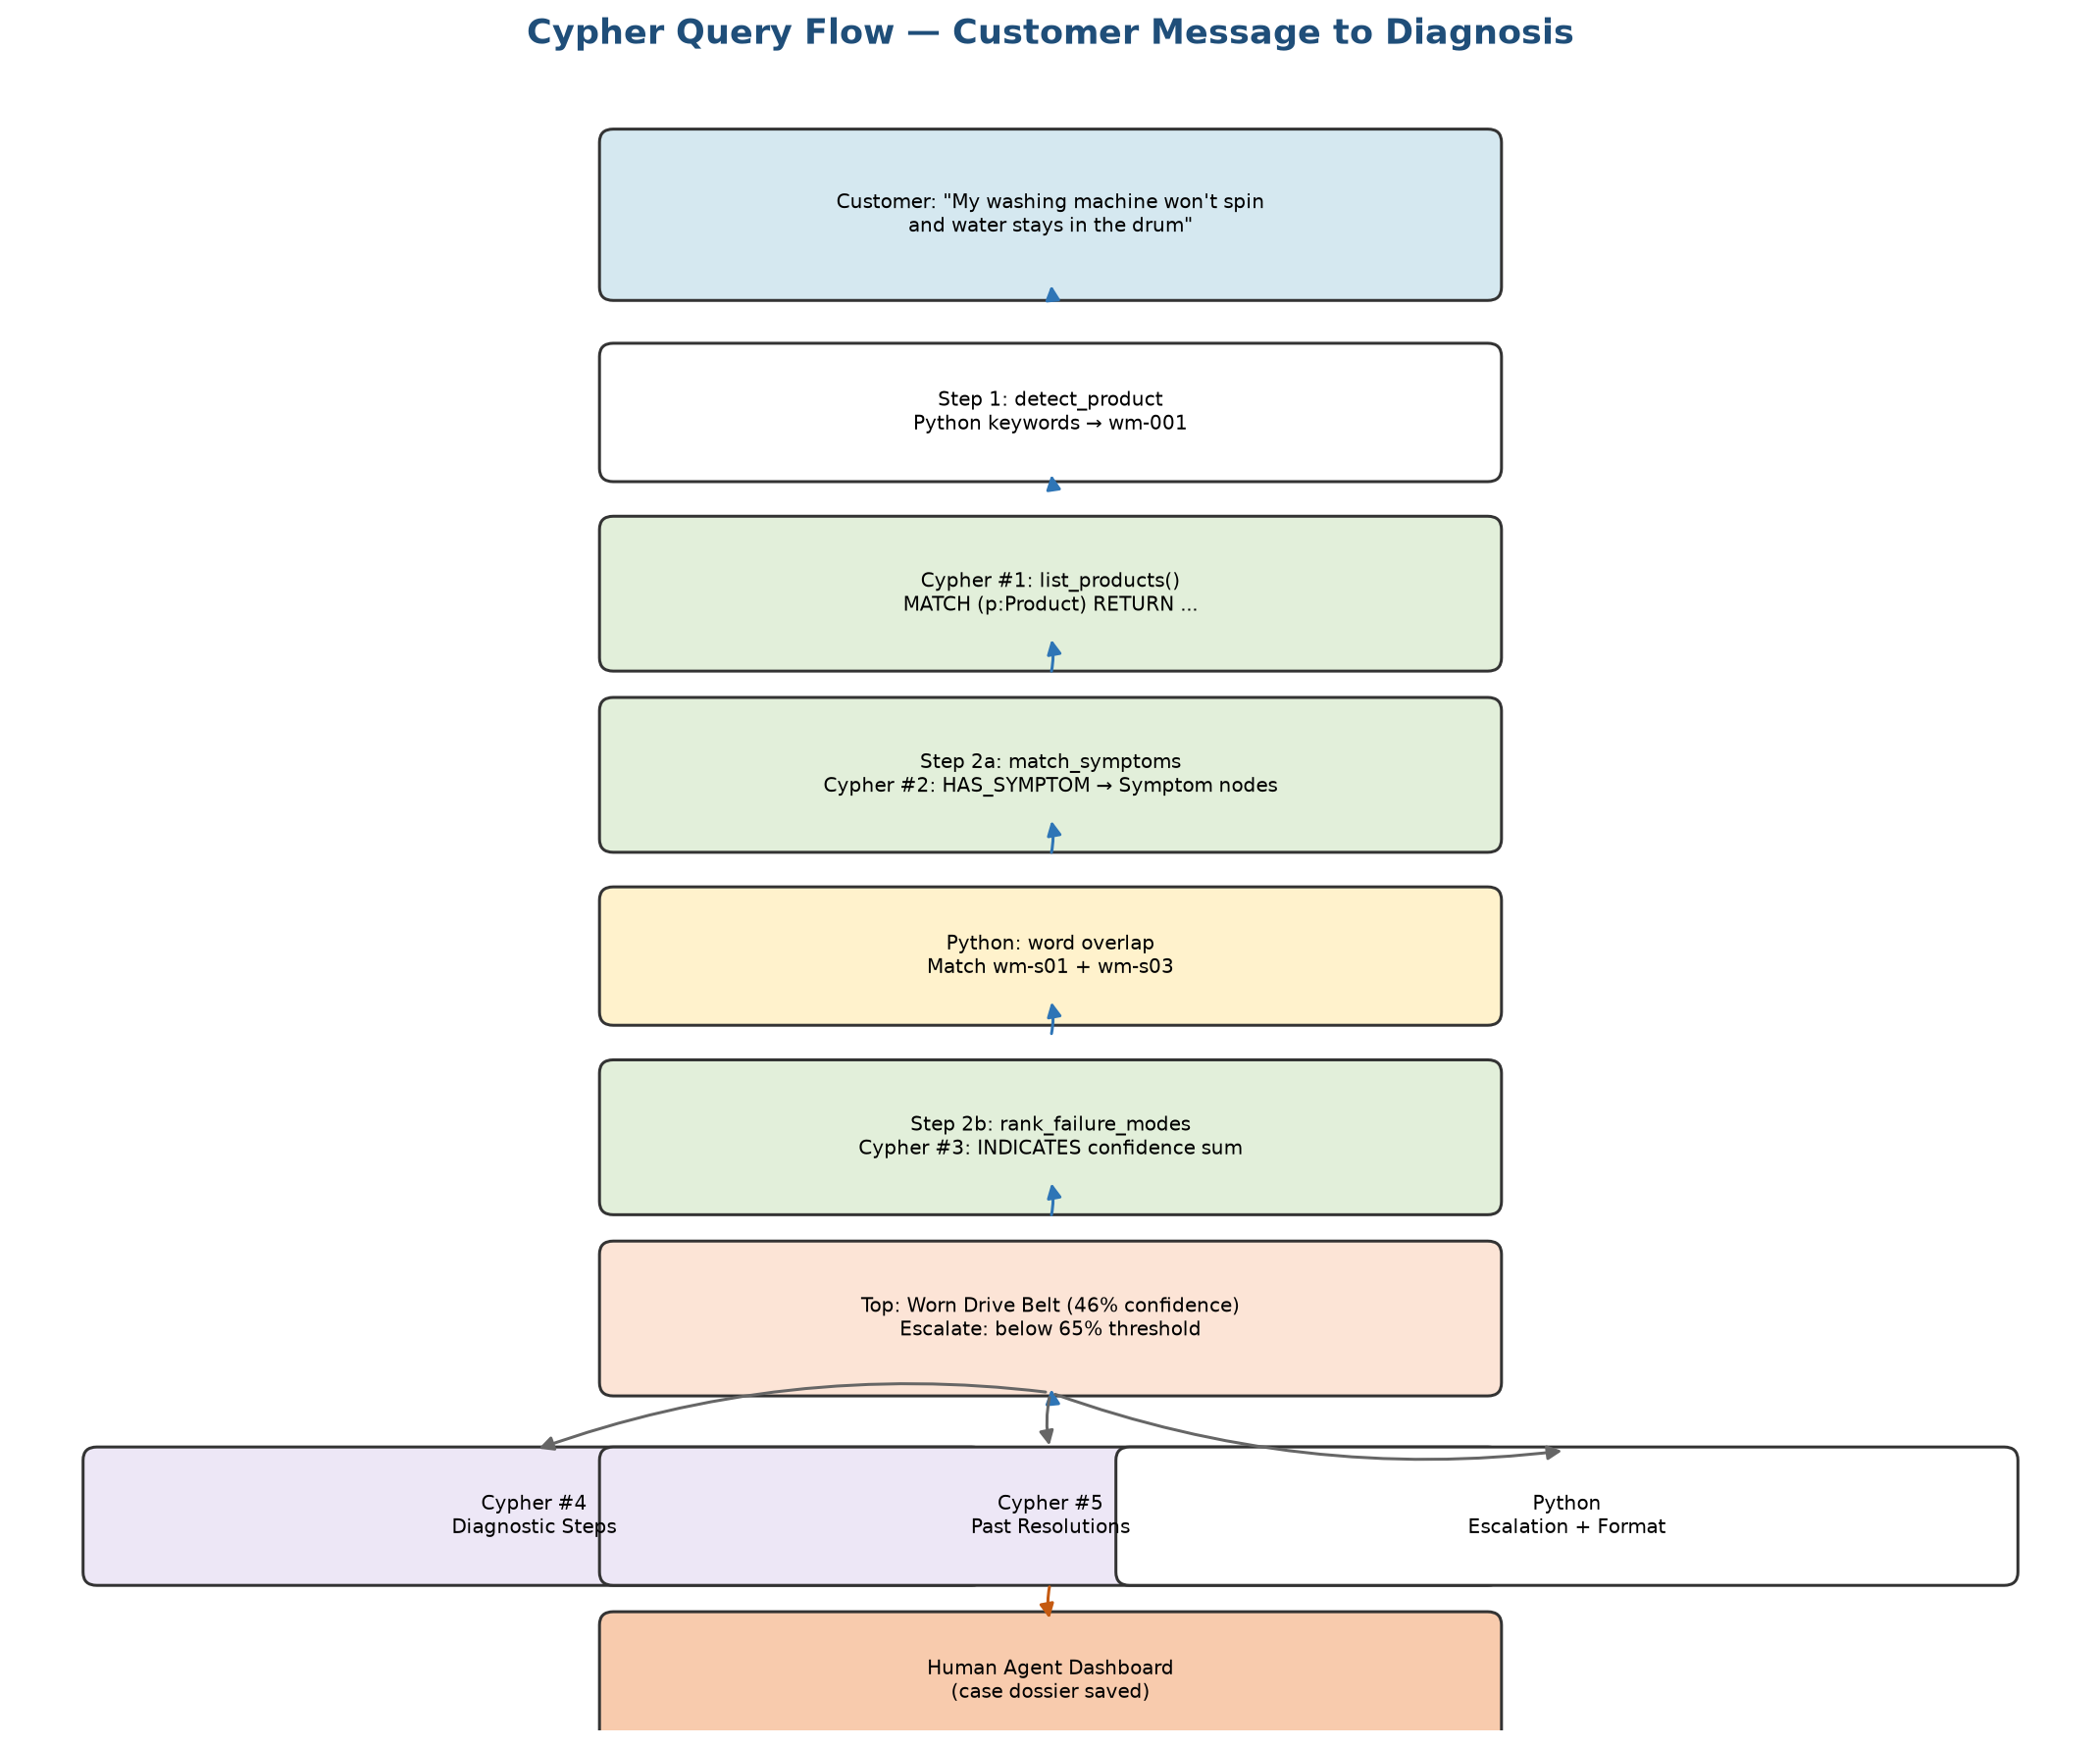 Cypher Query Flow — Customer Message to Diagnosis
Customer: "My washing machine won't spin
and water stays in the drum"
Step 1: detect_product
Python keywords → wm-001
Cypher #1: list_products()
MATCH (p:Product) RETURN ...
Step 2a: match_symptoms
Cypher #2: HAS_SYMPTOM → Symptom nodes
Python: word overlap
Match wm-s01 + wm-s03
Step 2b: rank_failure_modes
Cypher #3: INDICATES confidence sum
Top: Worn Drive Belt (46% confidence)
Escalate: below 65% threshold
Cypher #4
Diagnostic Steps
Cypher #5
Past Resolutions
Python
Escalation + Format
Human Agent Dashboard
(case dossier saved)